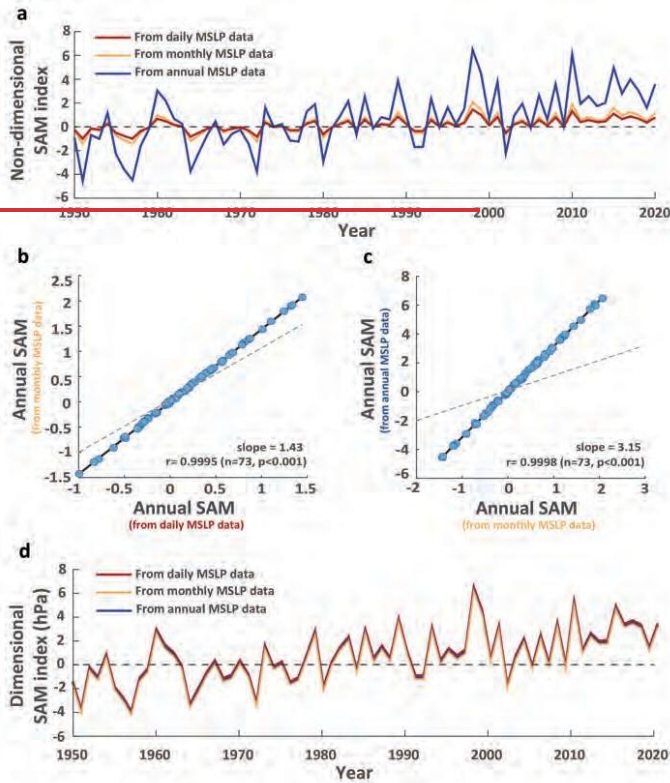 a
Non-dimensional
SAM index
8
6
4
2
0
-2
-4
-6
From daily MSLP data
From monthly MSLP data
From annual MSLP data
1950 1960 1970 1980 1990 2000 2010 2020
Year
b
Annual SAM
(from monthly MSLP data)
2.5
2
1.5
1
0.5
0
-0.5
-1
-1.5
slope = 1.43
r= 0.9995 (n=73, p<0.001)
-1 -0.5 0 0.5 1 1.5
Annual SAM
(from daily MSLP data)
c
Annual SAM
(from annual MSLP data)
8
6
4
2
0
-2
-4
-6
slope = 3.15
r= 0.9998 (n=73, p<0.001)
-2 -1 0 1 2 3
Annual SAM
(from monthly MSLP data)
d
Dimensional
SAM index (hPa)
8
6
4
2
0
-2
-4
-6
From daily MSLP data
From monthly MSLP data
From annual MSLP data
1950 1960 1970 1980 1990 2000 2010 2020
Year